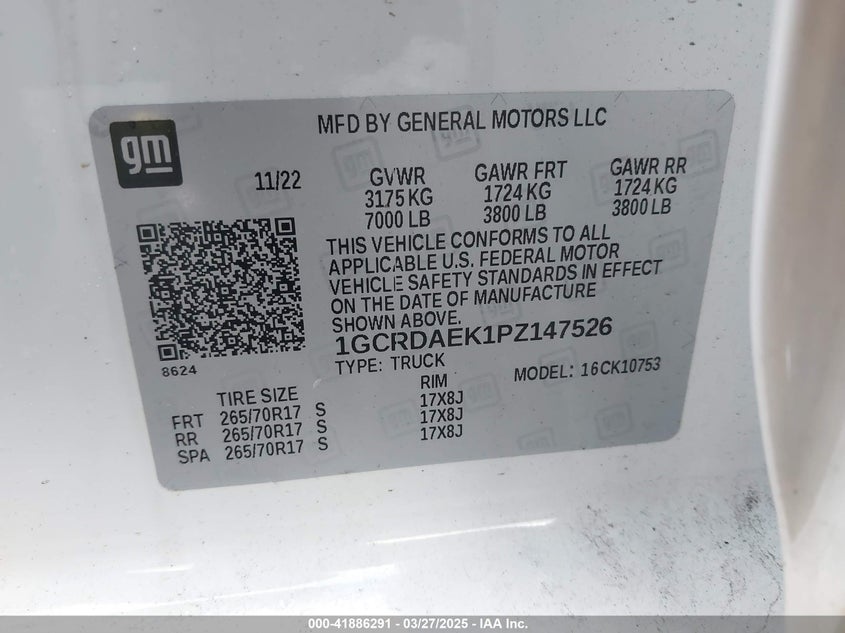 gm
MFD BY GENERAL MOTORS LLC
11/22
GVWR GAWR FRT GAWR RR
3175 KG 1724 KG 1724 KG
7000 LB 3800 LB 3800 LB
THIS VEHICLE CONFORMS TO ALL
APPLICABLE U.S. FEDERAL MOTOR
VEHICLE SAFETY STANDARDS IN EFFECT
ON THE DATE OF MANUFACTURE
SHOWN ABOVE.
1GCRDAEK1PZ147526
8624
TYPE: TRUCK MODEL: 16CK10753
TIRE SIZE RIM
FRT 265/70R17 S 17X8J
RR 265/70R17 S 17X8J
SPA 265/70R17 S 17X8J
000-41886291 - 03/27/2025 - IAA Inc.